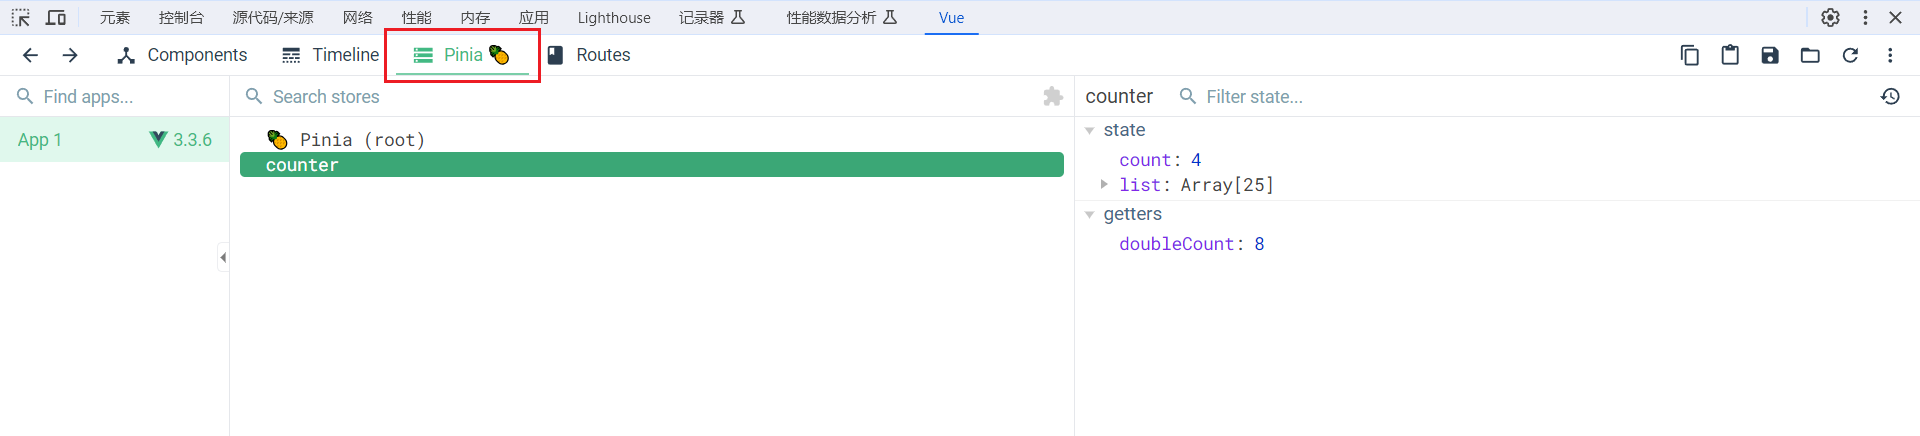 元素 控制台 源代码/来源 网络 性能 内存 应用 Lighthouse 记录器 性能数据分析 Vue
Components Timeline Pinia 🍍 Routes
Find apps... Search stores counter Filter state...
App 1 3.3.6
🍍 Pinia (root)
counter
state
count: 4
list: Array[25]
getters
doubleCount: 8